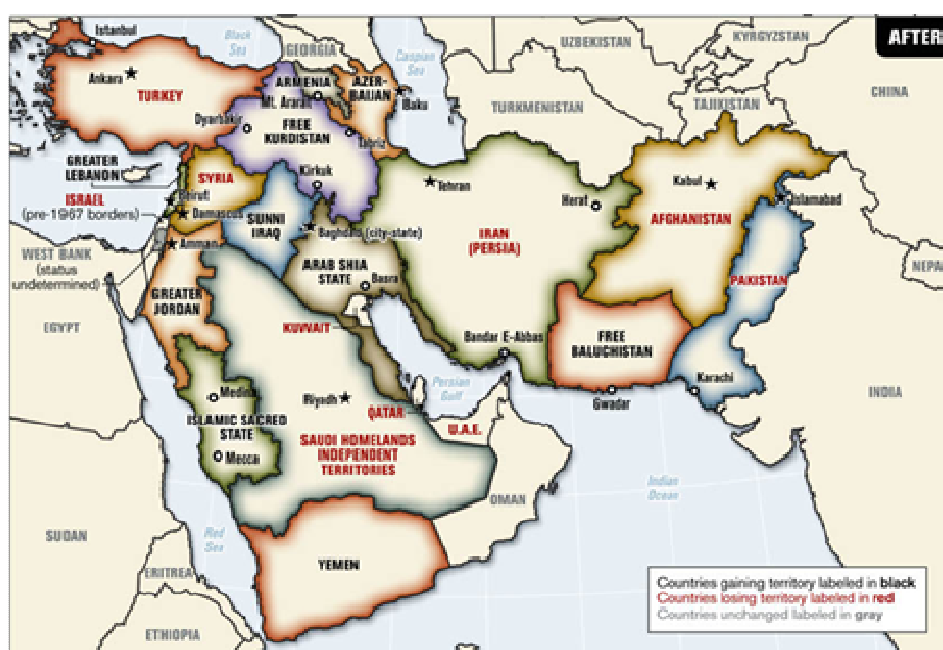 AFTER
Istanbul
Black
Sea
GEORGIA
Caspian
Sea
UZBEKISTAN
KYRGYZSTAN
Ankara
TURKEY
ARMENIA
Mt. Ararat
AZER-
BAIJAN
Baku
TURKMENISTAN
TAJIKISTAN
CHINA
Dyarbakir
FREE
KURDISTAN
Tabriz
GREATER
LEBANON
SYRIA
Kirkuk
Tehran
Herat
Kabul
Islamabad
ISRAEL
(pre-1967 borders)
Beirut
Damascus
SUNNI
IRAQ
Baghdad (city-state)
IRAN
(PERSIA)
AFGHANISTAN
WEST BANK
(status
undetermined)
Amman
ARAB SHIA
STATE
Basra
PAKISTAN
NEPA
GREATER
JORDAN
EGYPT
KUWAIT
Bandar E-Abbas
FREE
BALUCHISTAN
Karachi
Persian
Gulf
Gwadar
INDIA
Medina
Riyadh
QATAR
U.A.E.
ISLAMIC SACRED
STATE
Mecca
SAUDI HOMELANDS
INDEPENDENT
TERRITORIES
OMAN
Indian
Ocean
SUDAN
Red
Sea
YEMEN
ERITREA
ETHIOPIA
Countries gaining territory labelled in black
Countries losing territory labeled in red
Countries unchanged labeled in gray